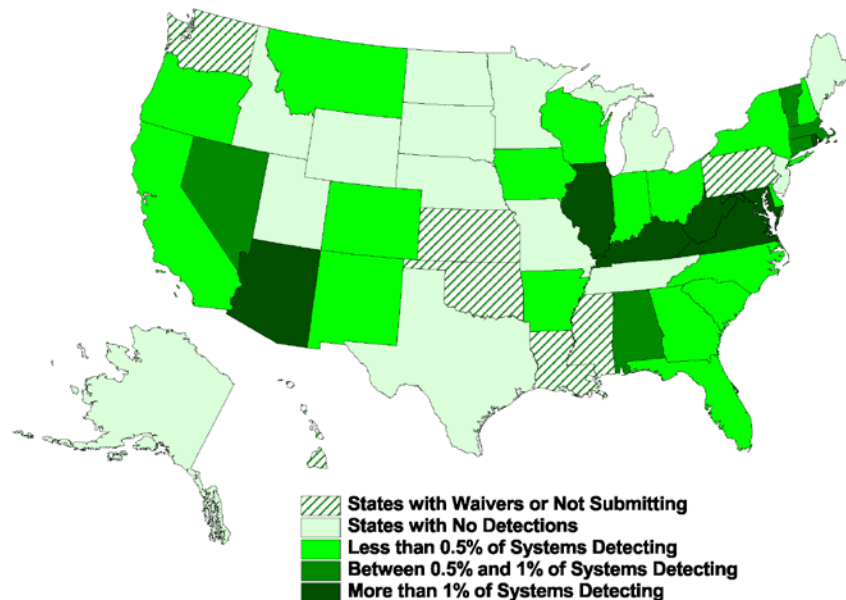 States with Waivers or Not Submitting
States with No Detections
Less than 0.5% of Systems Detecting
Between 0.5% and 1% of Systems Detecting
More than 1% of Systems Detecting